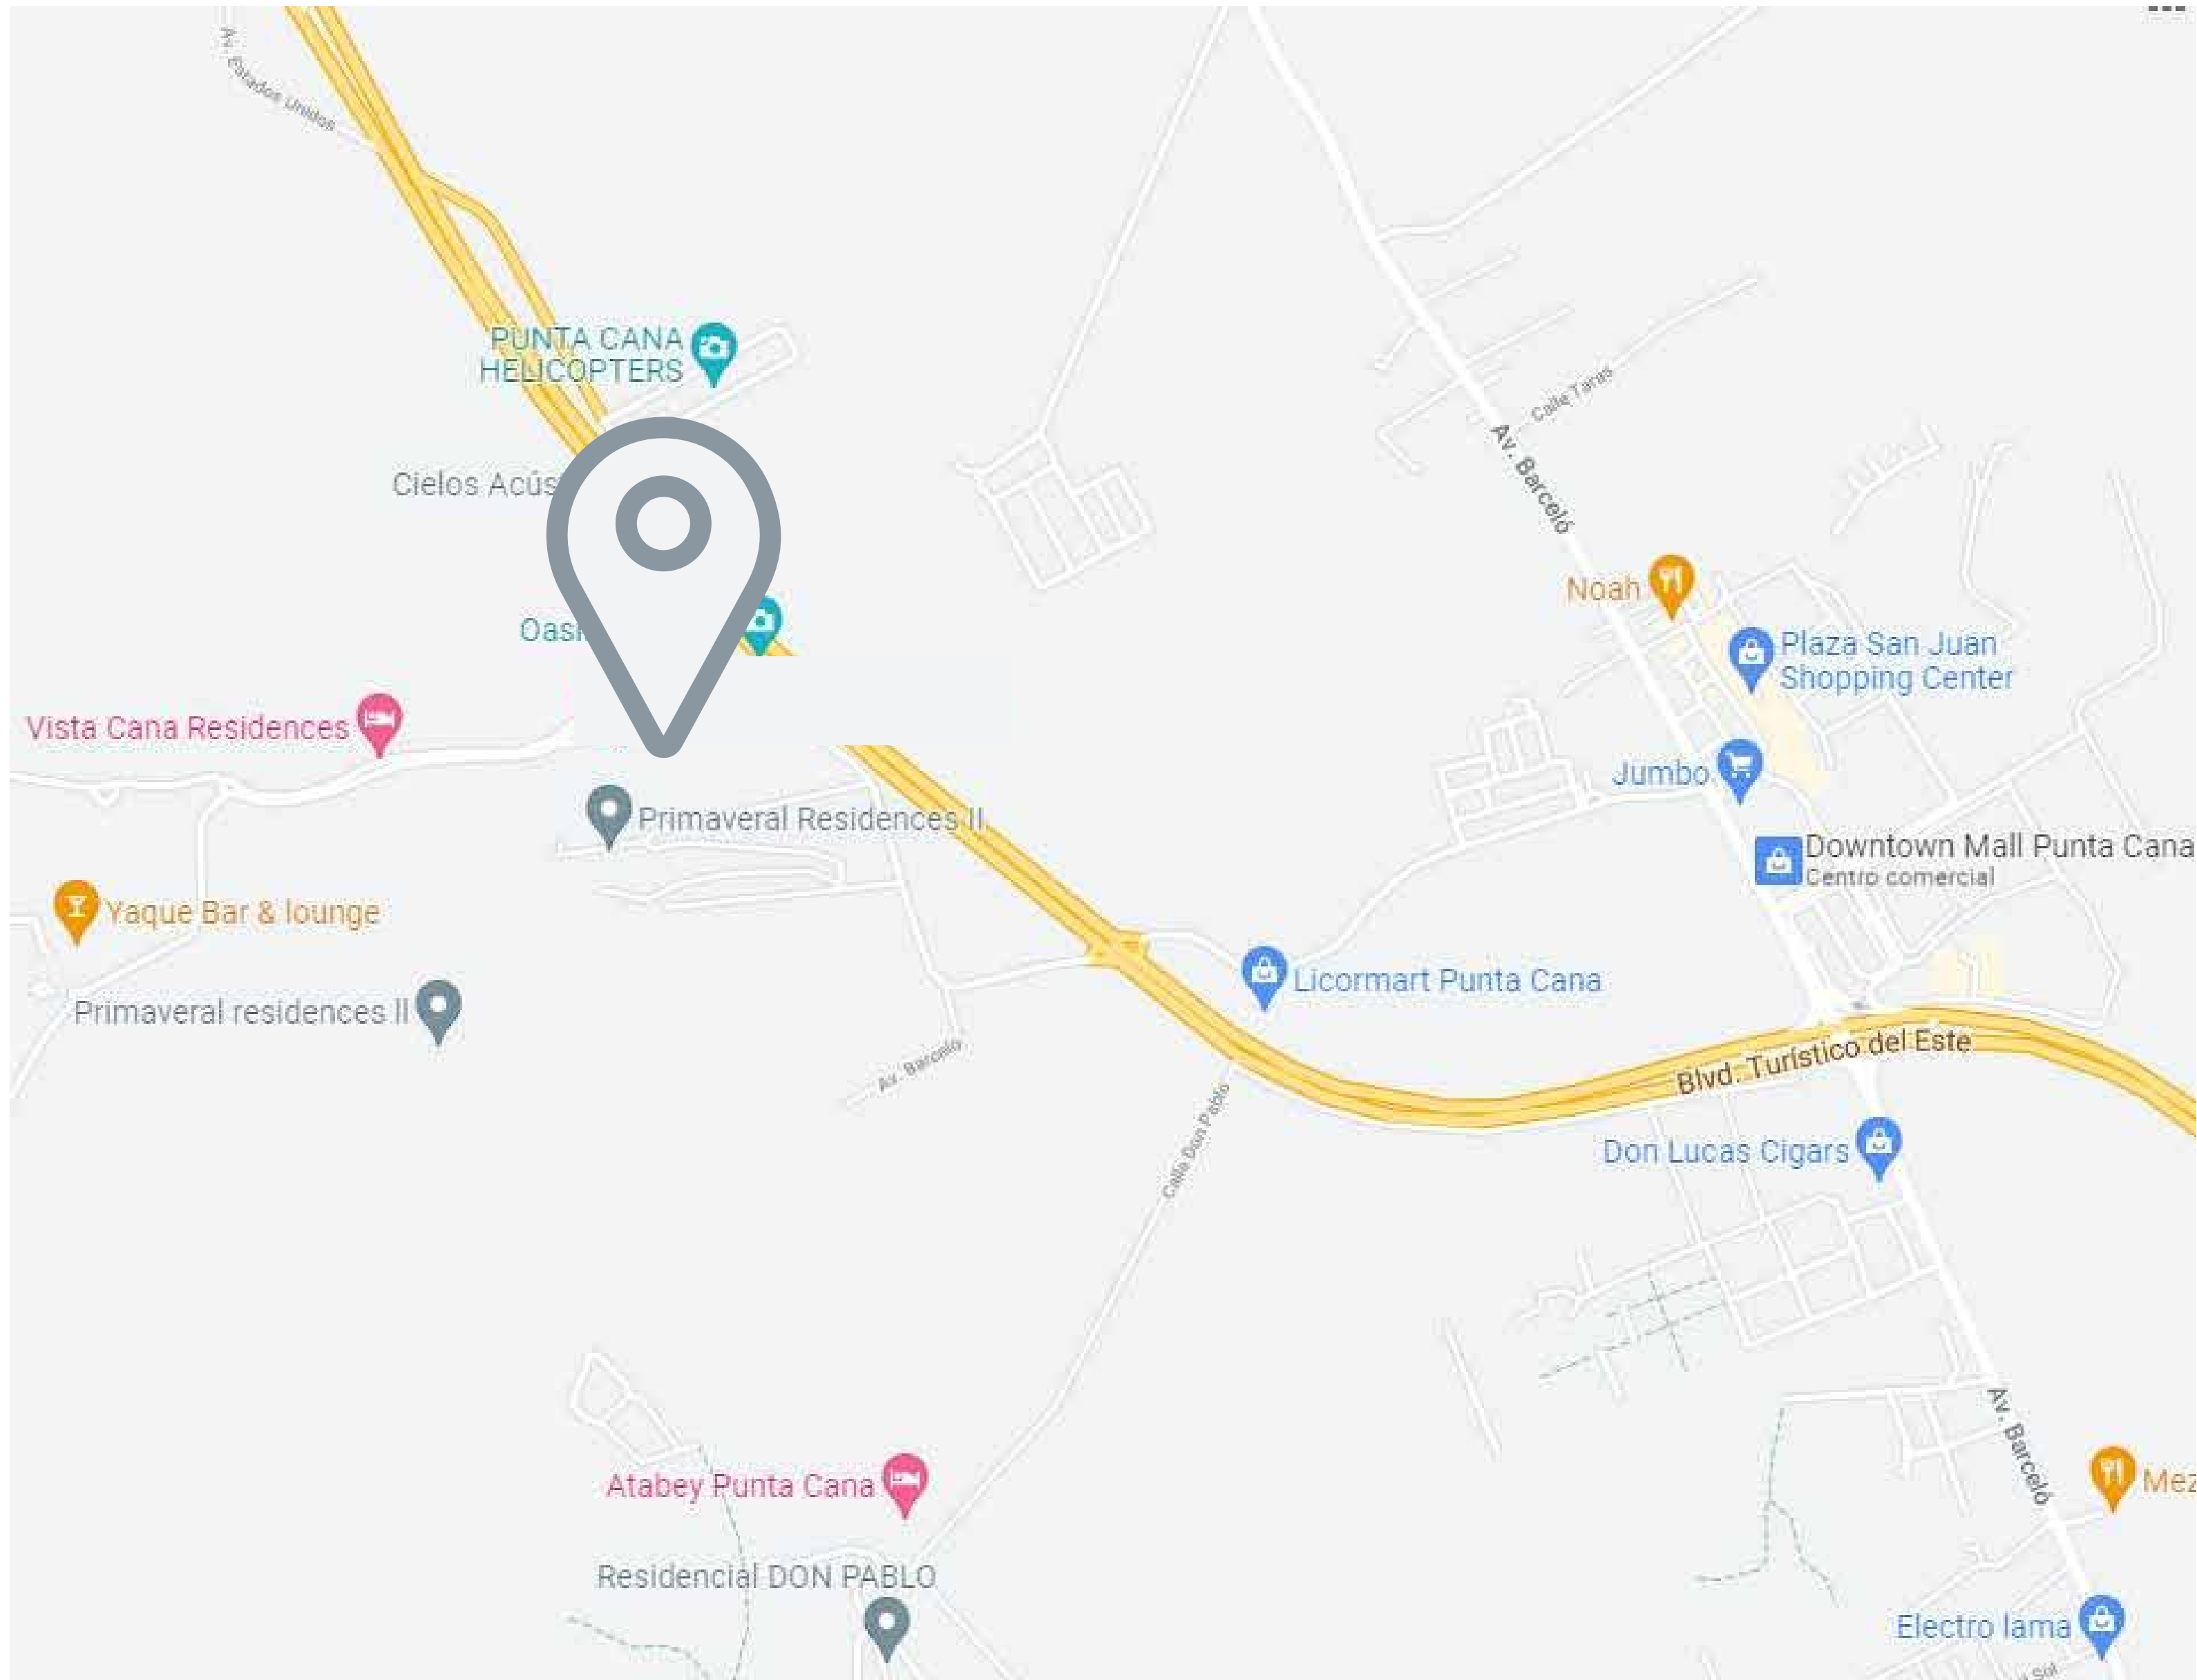 Av. Estados Unidos
PUNTA CANA
HELICOPTERS
Calle Taras
Av. Barceló
Cielos Acús
Noah
Oasi
Plaza San Juan
Shopping Center
Vista Cana Residences
Jumbo
Primaveral Residences II
Downtown Mall Punta Cana
Centro comercial
Yaque Bar & lounge
Licormart Punta Cana
Primaveral residences ll
Av. Barceló
Blvd. Turístico del Este
Calle Don Pablo
Don Lucas Cigars
Av. Barceló
Atabey Punta Cana
Mez
Residencial DON PABLO
Electro lama
Sol